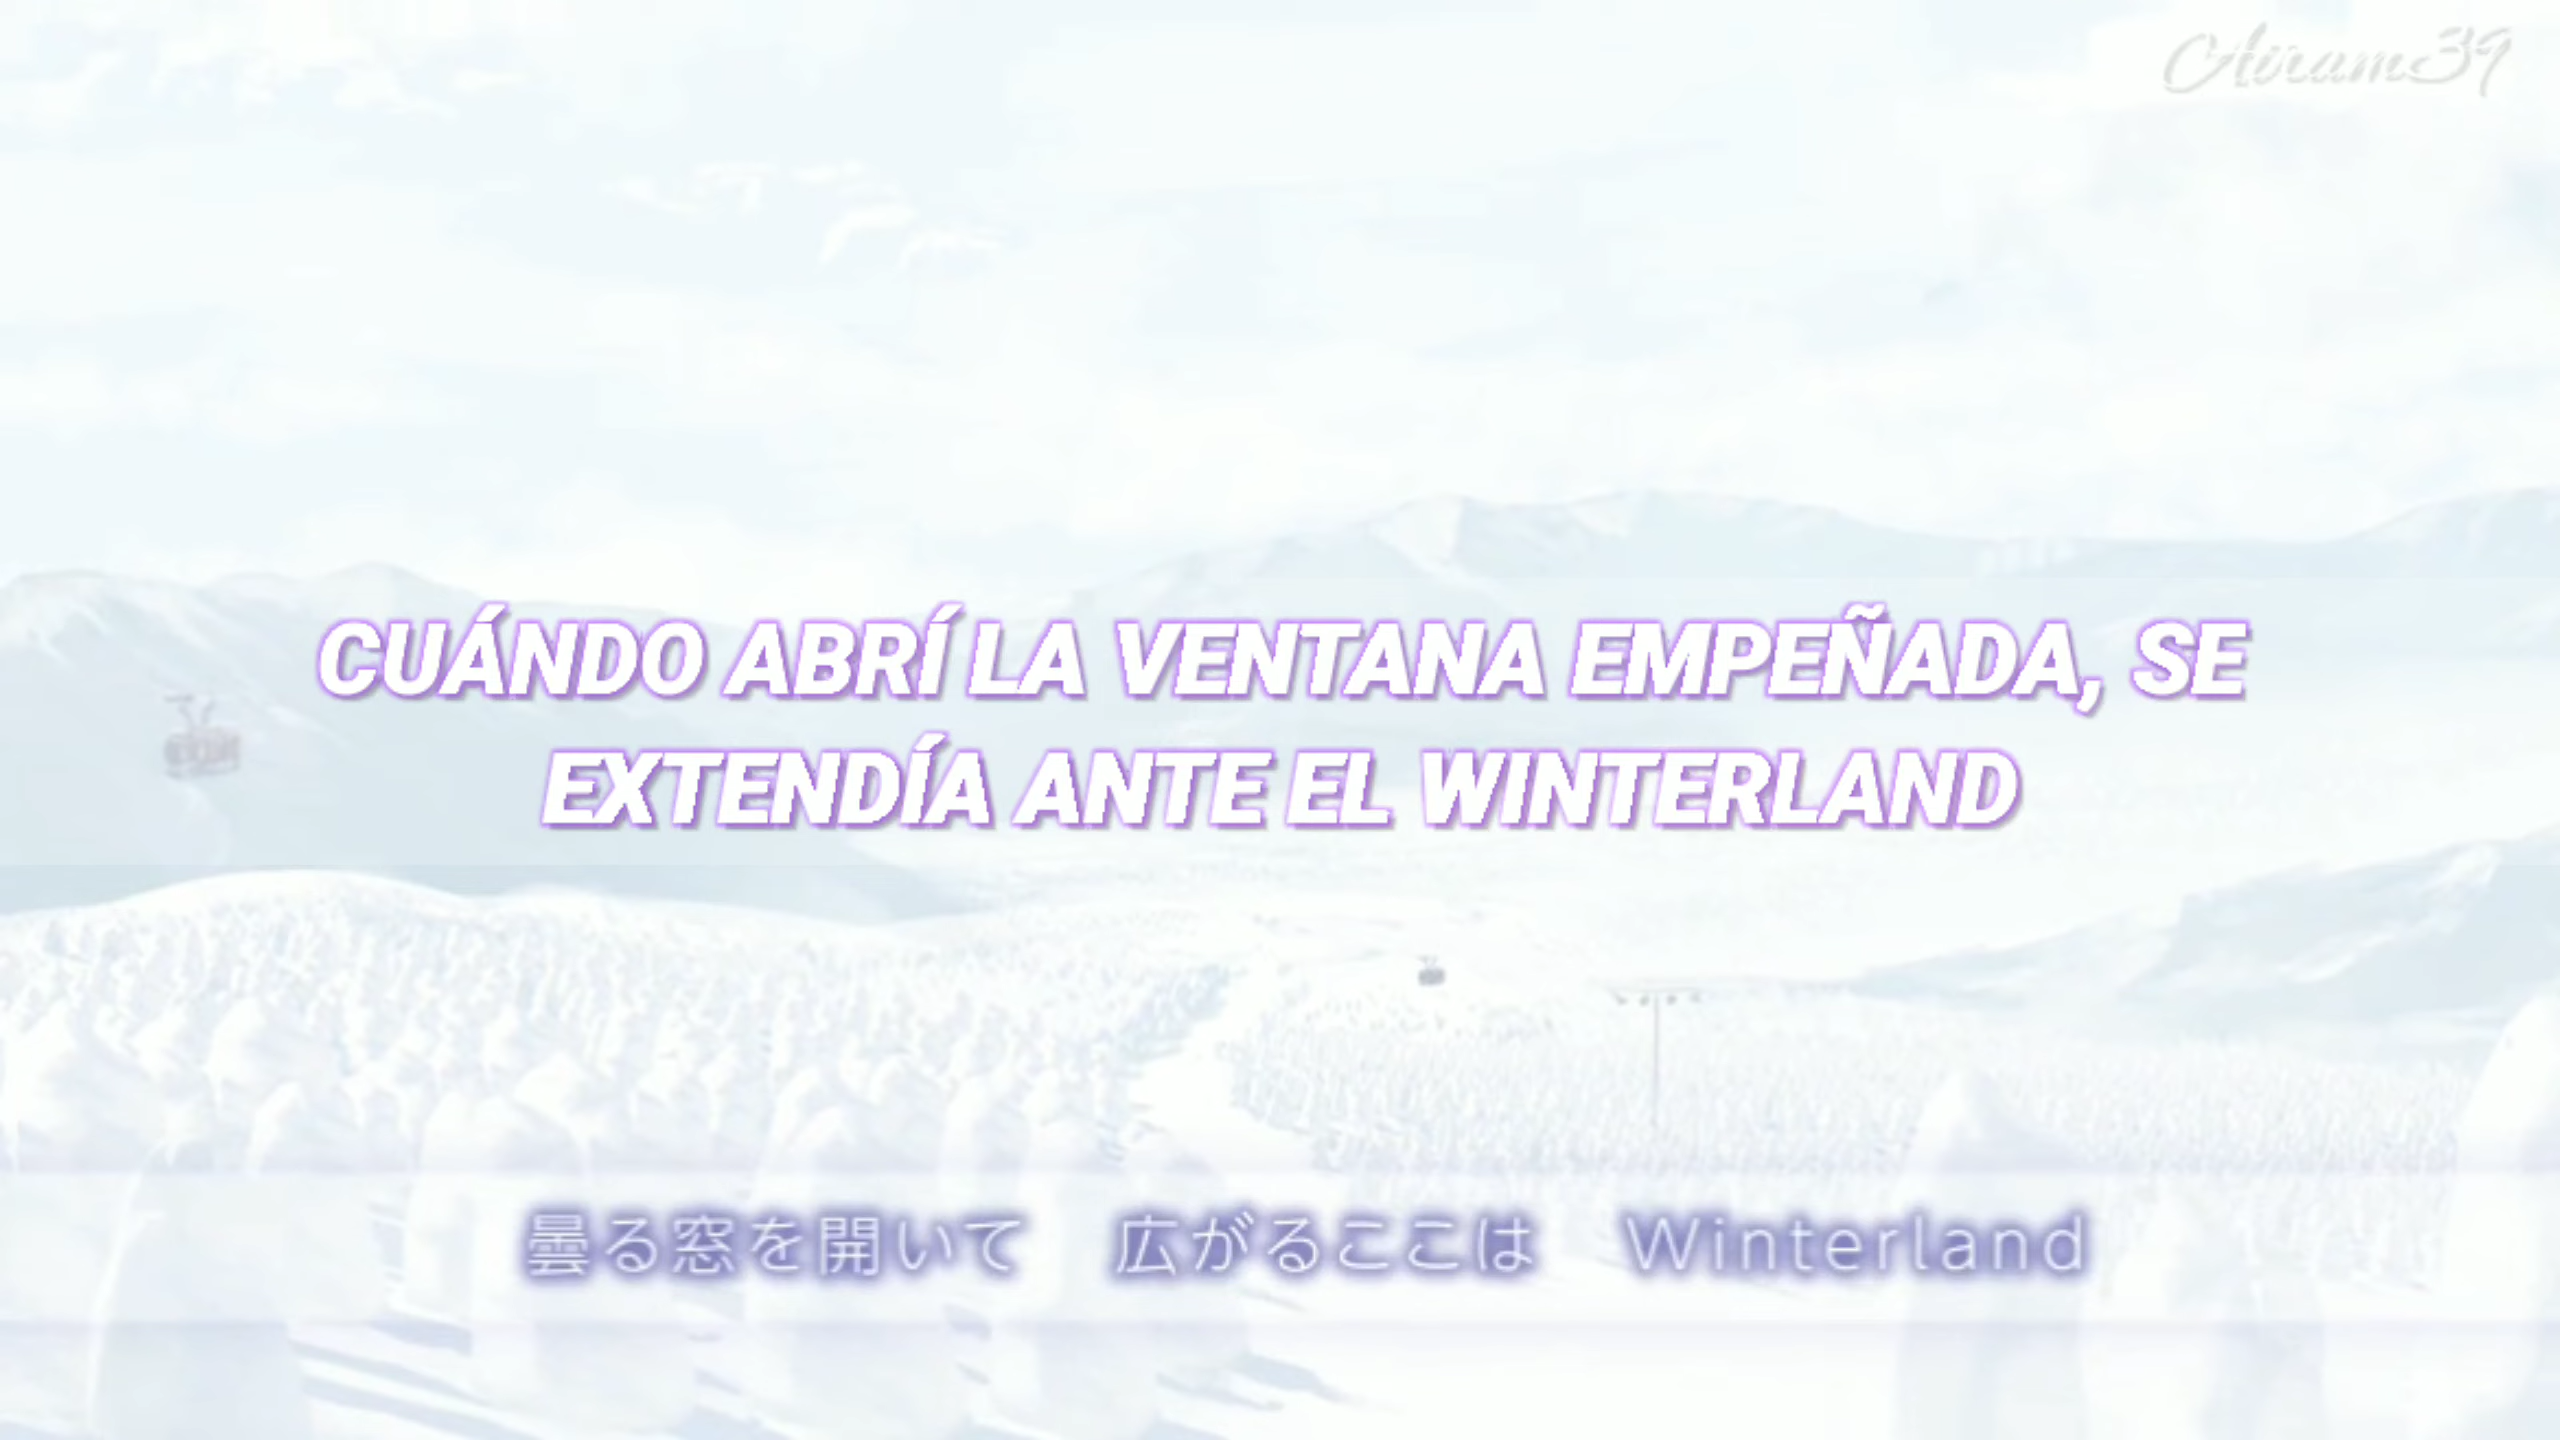 Airam39
CUÁNDO ABRÍ LA VENTANA EMPEÑADA, SE
EXTENDÍA ANTE EL WINTERLAND
曇る窓を開いて 広がるここは Winterland